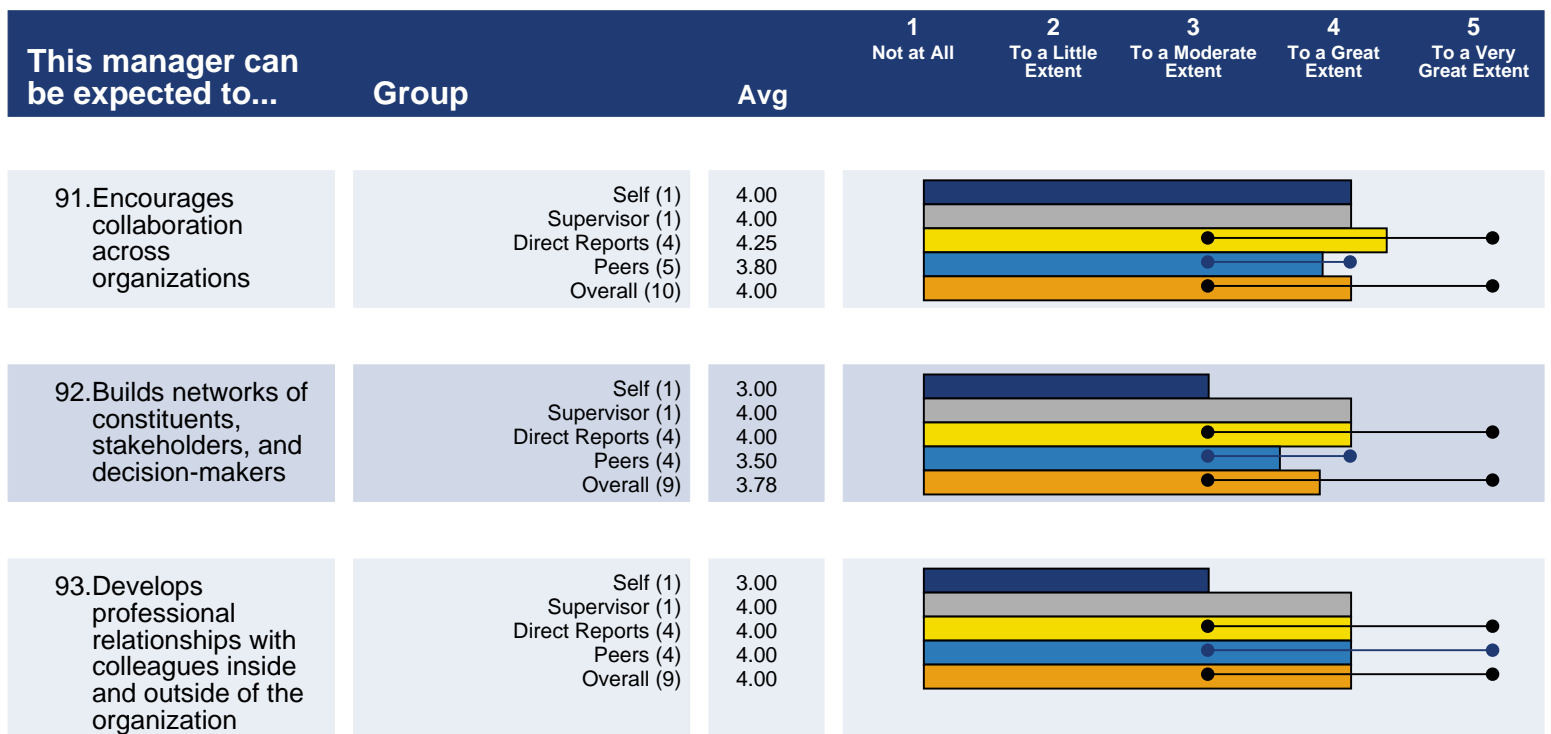 1 2 3 4 5
Not at All To a Little To a Moderate To a Great To a Very
Extent Extent Extent Great Extent
This manager can
be expected to... Group Avg
91.Encourages
collaboration
across
organizations
Self (1) 4.00
Supervisor (1) 4.00
Direct Reports (4) 4.25
Peers (5) 3.80
Overall (10) 4.00
92.Builds networks of
constituents,
stakeholders, and
decision-makers
Self (1) 3.00
Supervisor (1) 4.00
Direct Reports (4) 4.00
Peers (4) 3.50
Overall (9) 3.78
93.Develops
professional
relationships with
colleagues inside
and outside of the
organization
Self (1) 3.00
Supervisor (1) 4.00
Direct Reports (4) 4.00
Peers (4) 4.00
Overall (9) 4.00